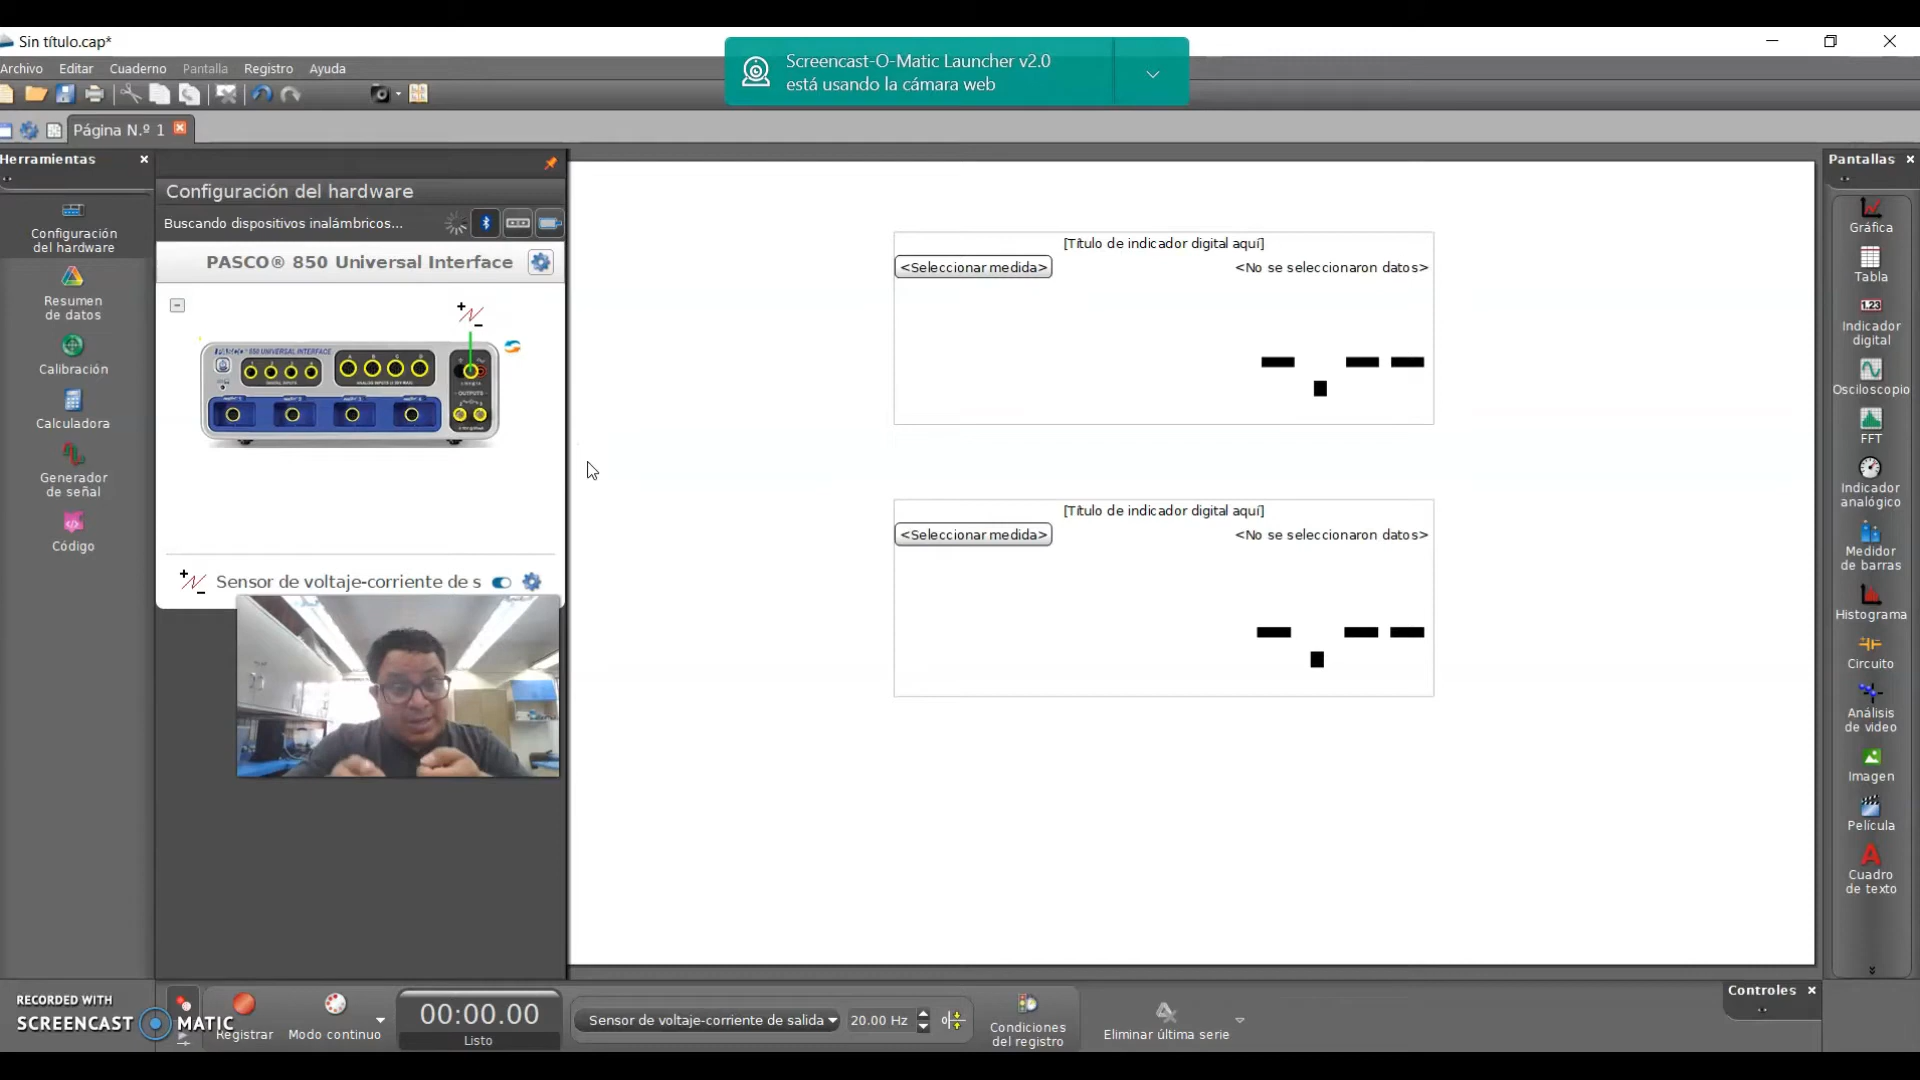 Sin título.cap*
Screencast-O-Matic Launcher v2.0
está usando la cámara web
Archivo Editar Cuaderno Pantalla Registro Ayuda
Página N.º 1
Herramientas
Configuración
del hardware
Resumen
de datos
Calibración
Calculadora
Generador
de señal
Código
Configuración del hardware
Buscando dispositivos inalámbricos...
PASCO® 850 Universal Interface
Sensor de voltaje-corriente de s
[Título de indicador digital aquí]
<Seleccionar medida>
<No se seleccionaron datos>
[Título de indicador digital aquí]
<Seleccionar medida>
<No se seleccionaron datos>
Pantallas
Gráfica
Tabla
1.23
Indicador
digital
Osciloscopio
FFT
Indicador
analógico
Medidor
de barras
Histograma
Circuito
Análisis
de video
Imagen
Película
Cuadro
de texto
RECORDED WITH
SCREENCAST MATIC
Registrar
Modo continuo
00:00.00
Listo
Sensor de voltaje-corriente de salida
20.00 Hz
Condiciones
del registro
Eliminar última serie
Controles